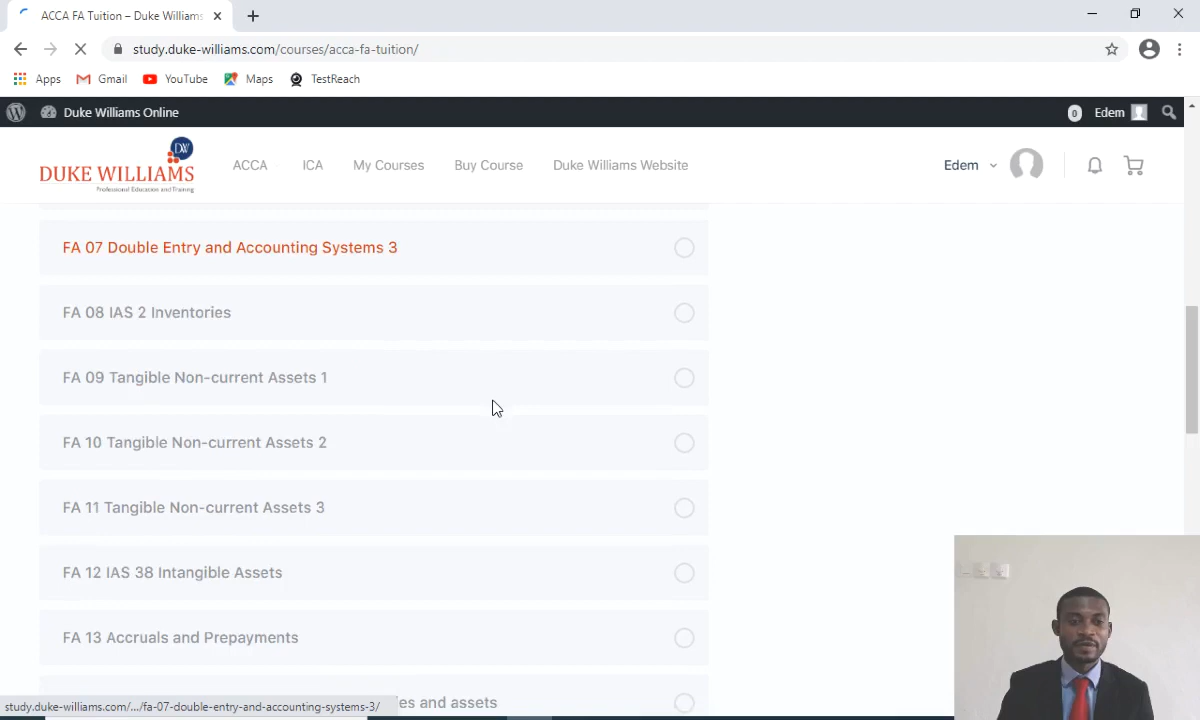 ACCA FA Tuition – Duke Williams
study.duke-williams.com/courses/acca-fa-tuition/
Apps Gmail YouTube Maps TestReach
Duke Williams Online 0 Edem
DW
DUKE WILLIAMS
Professional Education and Training
ACCA ICA My Courses Buy Course Duke Williams Website Edem
FA 07 Double Entry and Accounting Systems 3
FA 08 IAS 2 Inventories
FA 09 Tangible Non-current Assets 1
FA 10 Tangible Non-current Assets 2
FA 11 Tangible Non-current Assets 3
FA 12 IAS 38 Intangible Assets
FA 13 Accruals and Prepayments
es and assets
study.duke-williams.com/.../fa-07-double-entry-and-accounting-systems-3/